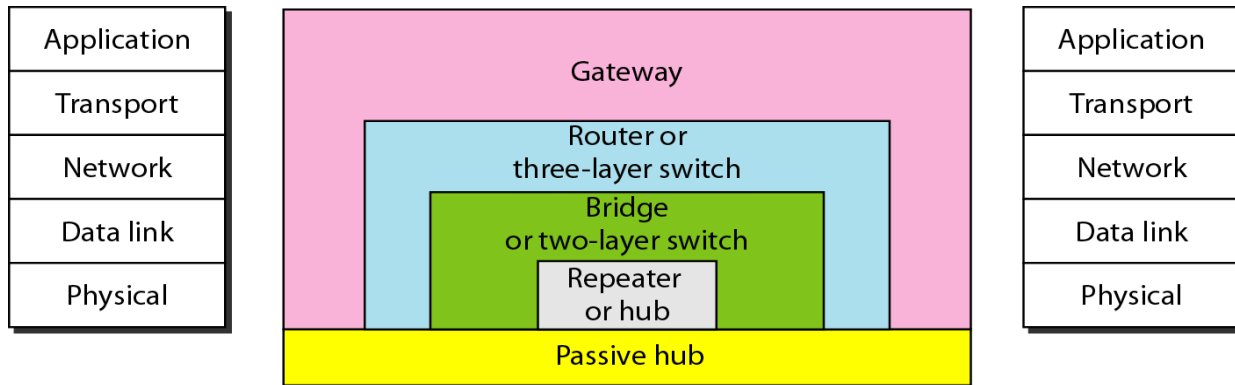 Application
Transport
Network
Data link
Physical
Gateway
Router or
three-layer switch
Bridge
or two-layer switch
Repeater
or hub
Passive hub
Application
Transport
Network
Data link
Physical